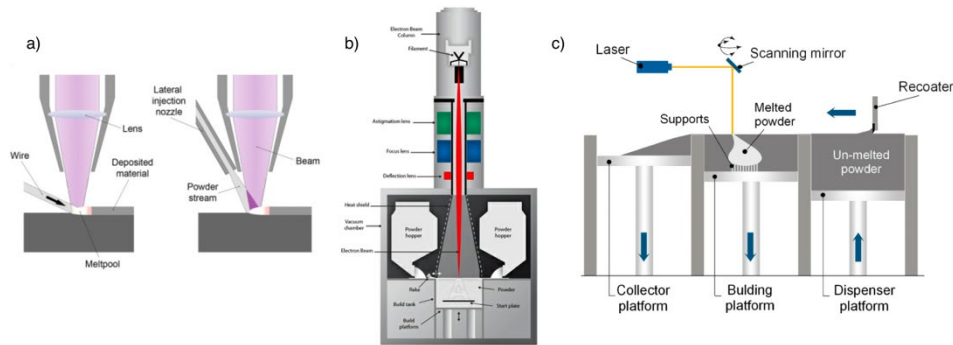 a)
Lateral
injection
nozzle
Lens
Wire
Beam
Powder
stream
Deposited
material
Meltpool
b)
Electron Beam
Column
Filament
Astigmation lens
Focus lens
Deflection lens
Heat shield
Vacuum
chamber
Powder
hopper
Powder
hopper
Electron Beam
Rake
Powder
Build tank
Start plate
Build
platform
c)
Laser
Scanning mirror
Recoater
Melted
powder
Supports
Un-melted
powder
Collector
platform
Bulding
platform
Dispenser
platform